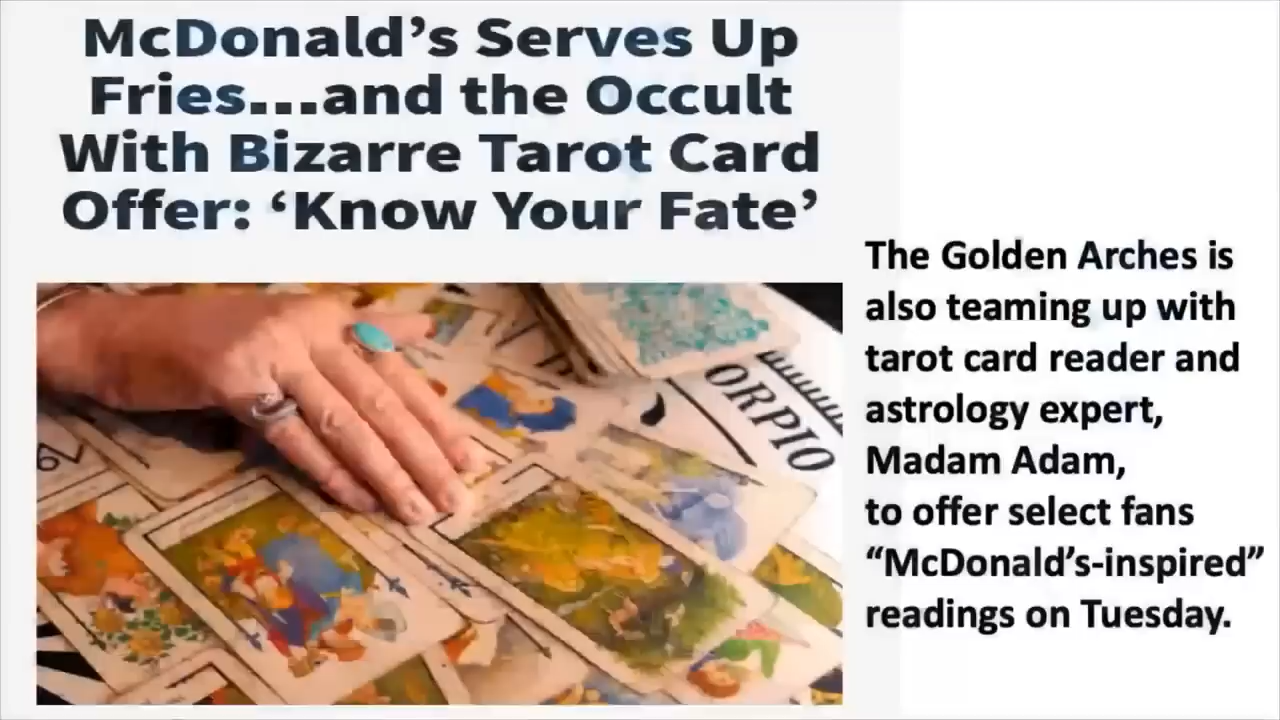 McDonald’s Serves Up
Fries...and the Occult
With Bizarre Tarot Card
Offer: ‘Know Your Fate’
The Golden Arches is
also teaming up with
tarot card reader and
astrology expert,
Madam Adam,
to offer select fans
“McDonald’s-inspired”
readings on Tuesday.
ORPIO